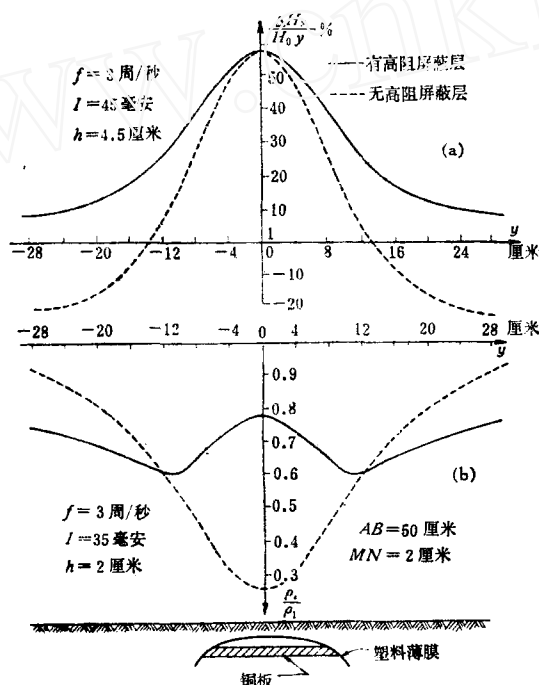 H₀ y -%
f = 3 周/秒
I = 45 毫安
h = 4.5 厘米
有高阻屏蔽层
无高阻屏蔽层
(a)
50
40
30
20
10
y
-28 -20 -12 -4 0 8 16 24 厘米
1
-10
-20
-28 -20 -12 -4 0 4 12 20 28 厘米
y
0.9
0.8
0.7
0.6
0.5
0.4
0.3
(b)
f = 3 周/秒
I = 35 毫安
h = 2 厘米
AB = 50 厘米
MN = 2 厘米
ρₛ
ρ₁
塑料薄膜
铜板